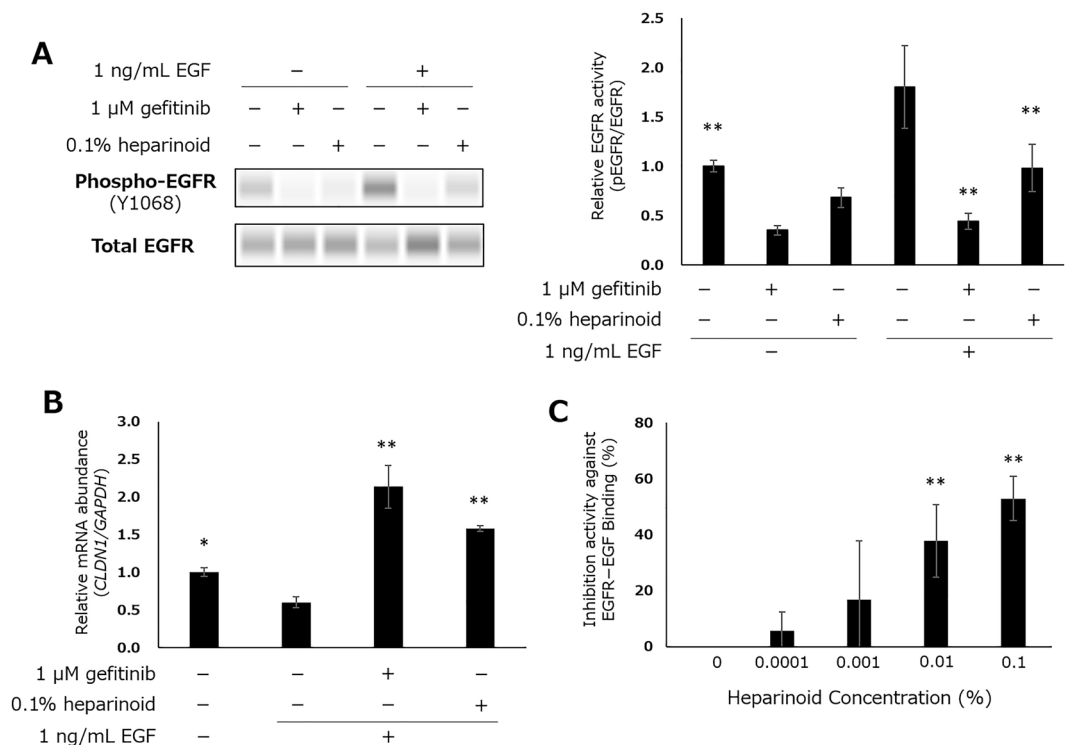 A
1 ng/mL EGF − +
1 μM gefitinib − + − − + −
0.1% heparinoid − − + − − +
Phospho-EGFR
(Y1068)
Total EGFR
Relative EGFR activity
(pEGFR/EGFR)
2.5
2.0
1.5
1.0
0.5
0.0
**
**
**
1 μM gefitinib − + − − + −
0.1% heparinoid − − + − − +
1 ng/mL EGF − +
B
Relative mRNA abundance
(CLDN1/GAPDH)
3.0
2.5
2.0
1.5
1.0
0.5
0.0
*
**
**
1 μM gefitinib − − + −
0.1% heparinoid − − − +
1 ng/mL EGF − +
C
Inhibition activity against
EGFR−EGF Binding (%)
80
60
40
20
0
**
**
0 0.0001 0.001 0.01 0.1
Heparinoid Concentration (%)